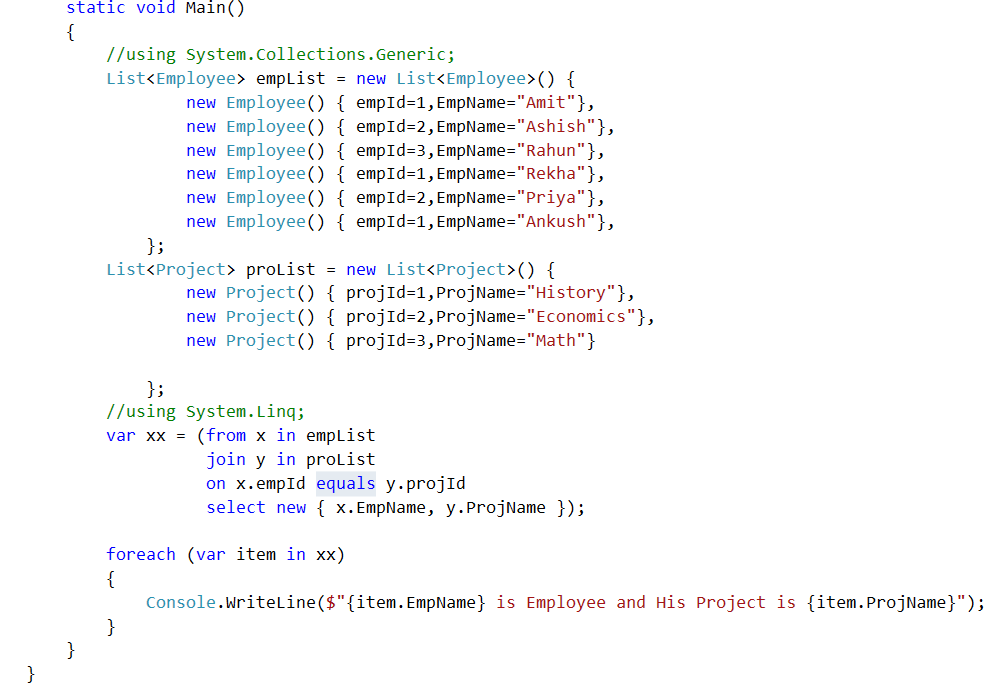 static void Main()
{
//using System.Collections.Generic;
List<Employee> empList = new List<Employee>() {
new Employee() { empId=1,EmpName="Amit"},
new Employee() { empId=2,EmpName="Ashish"},
new Employee() { empId=3,EmpName="Rahun"},
new Employee() { empId=1,EmpName="Rekha"},
new Employee() { empId=2,EmpName="Priya"},
new Employee() { empId=1,EmpName="Ankush"},
};
List<Project> proList = new List<Project>() {
new Project() { projId=1,ProjName="History"},
new Project() { projId=2,ProjName="Economics"},
new Project() { projId=3,ProjName="Math"}
};
//using System.Linq;
var xx = (from x in empList
join y in proList
on x.empId equals y.projId
select new { x.EmpName, y.ProjName });
foreach (var item in xx)
{
Console.WriteLine($"{item.EmpName} is Employee and His Project is {item.ProjName}");
}
}
}